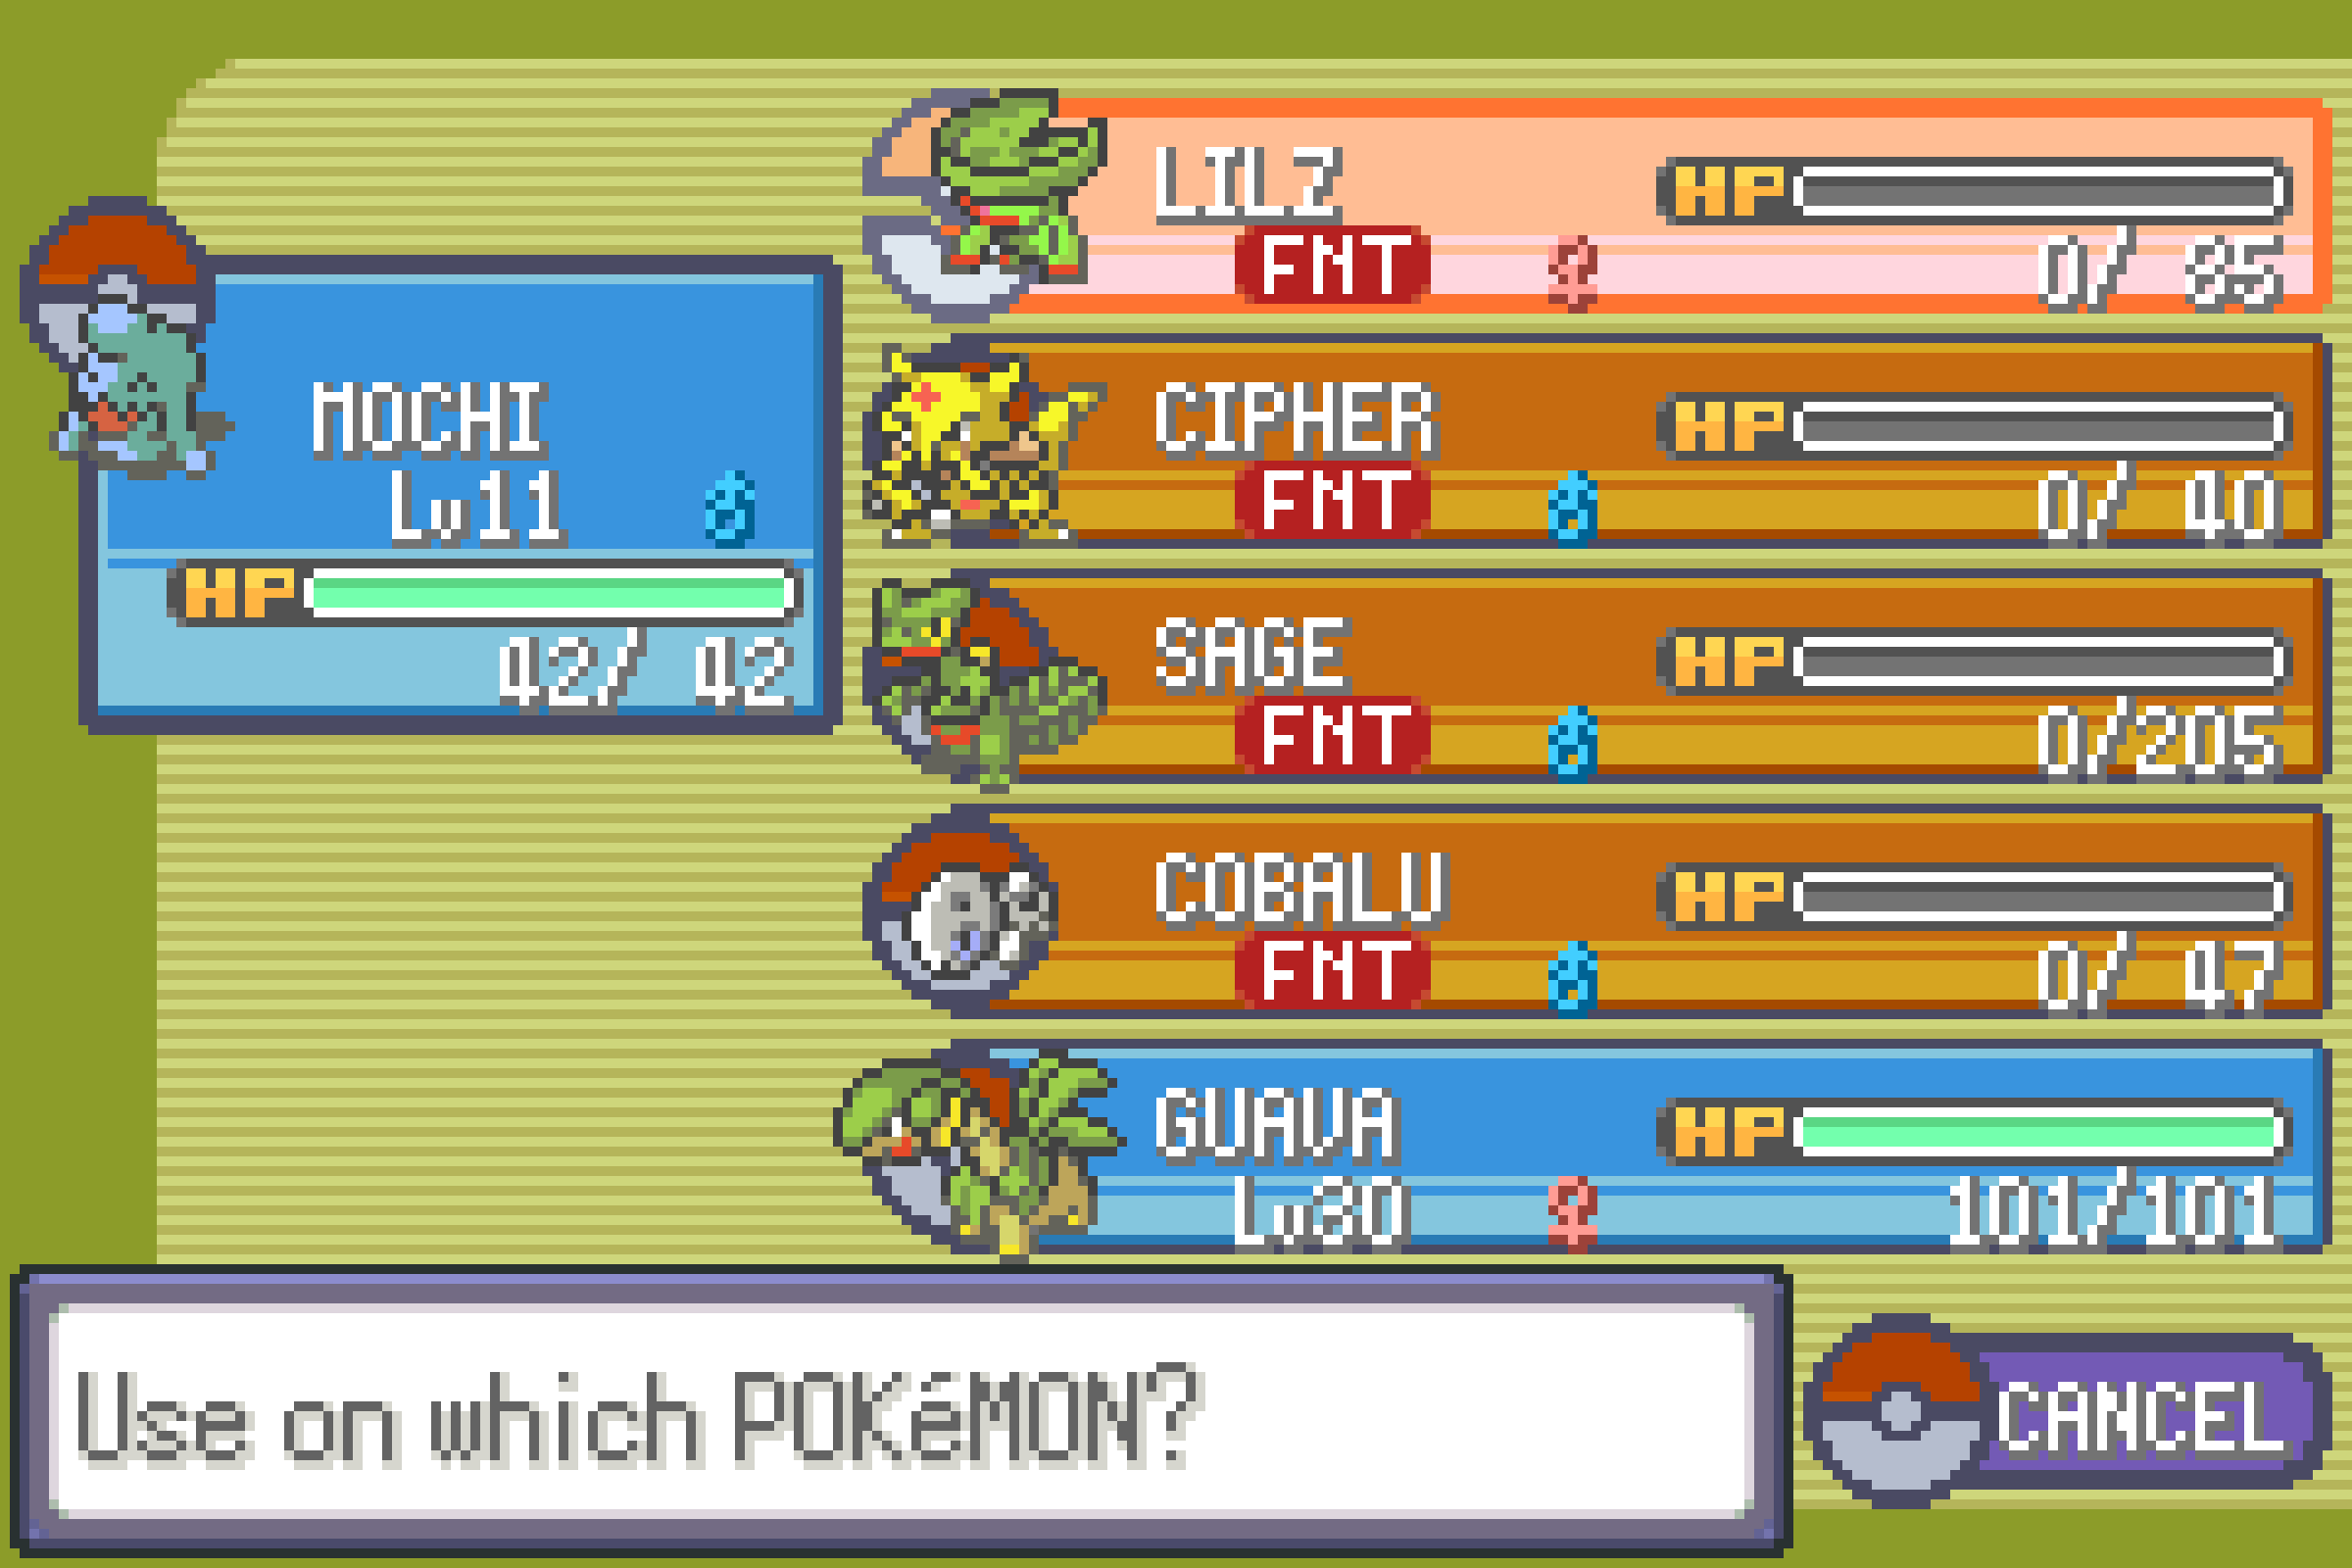 MOCHI
Lv11 ♂
HP
42/ 42
LILZ
HP
FNT ♀ 0/ 85
CIPHER
HP
FNT ♂ 0/ 40
SAGE
HP
FNT ♂ 0/205
COBALU
HP
FNT ♂ 0/ 47
GUAVA
HP
Lv30 ♀ 101/101
Use on which POKéMON?
CANCEL